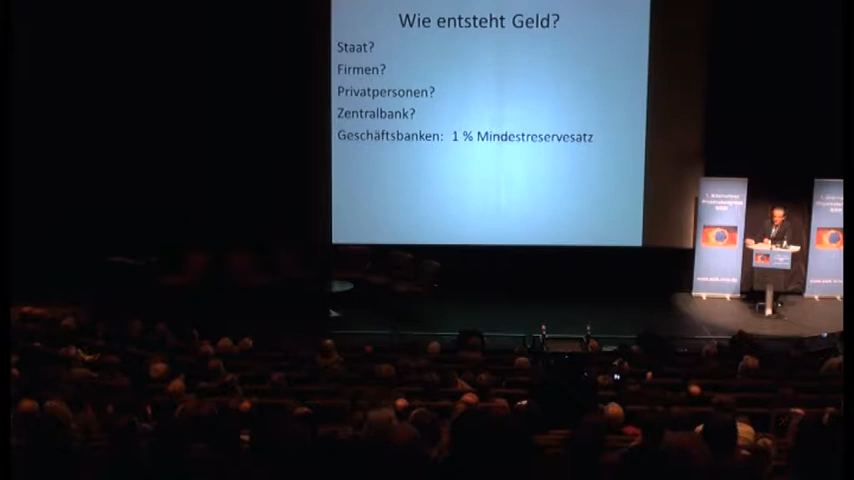 Wie entsteht Geld?
Staat?
Firmen?
Privatpersonen?
Zentralbank?
Geschäftsbanken: 1 % Mindestreservesatz